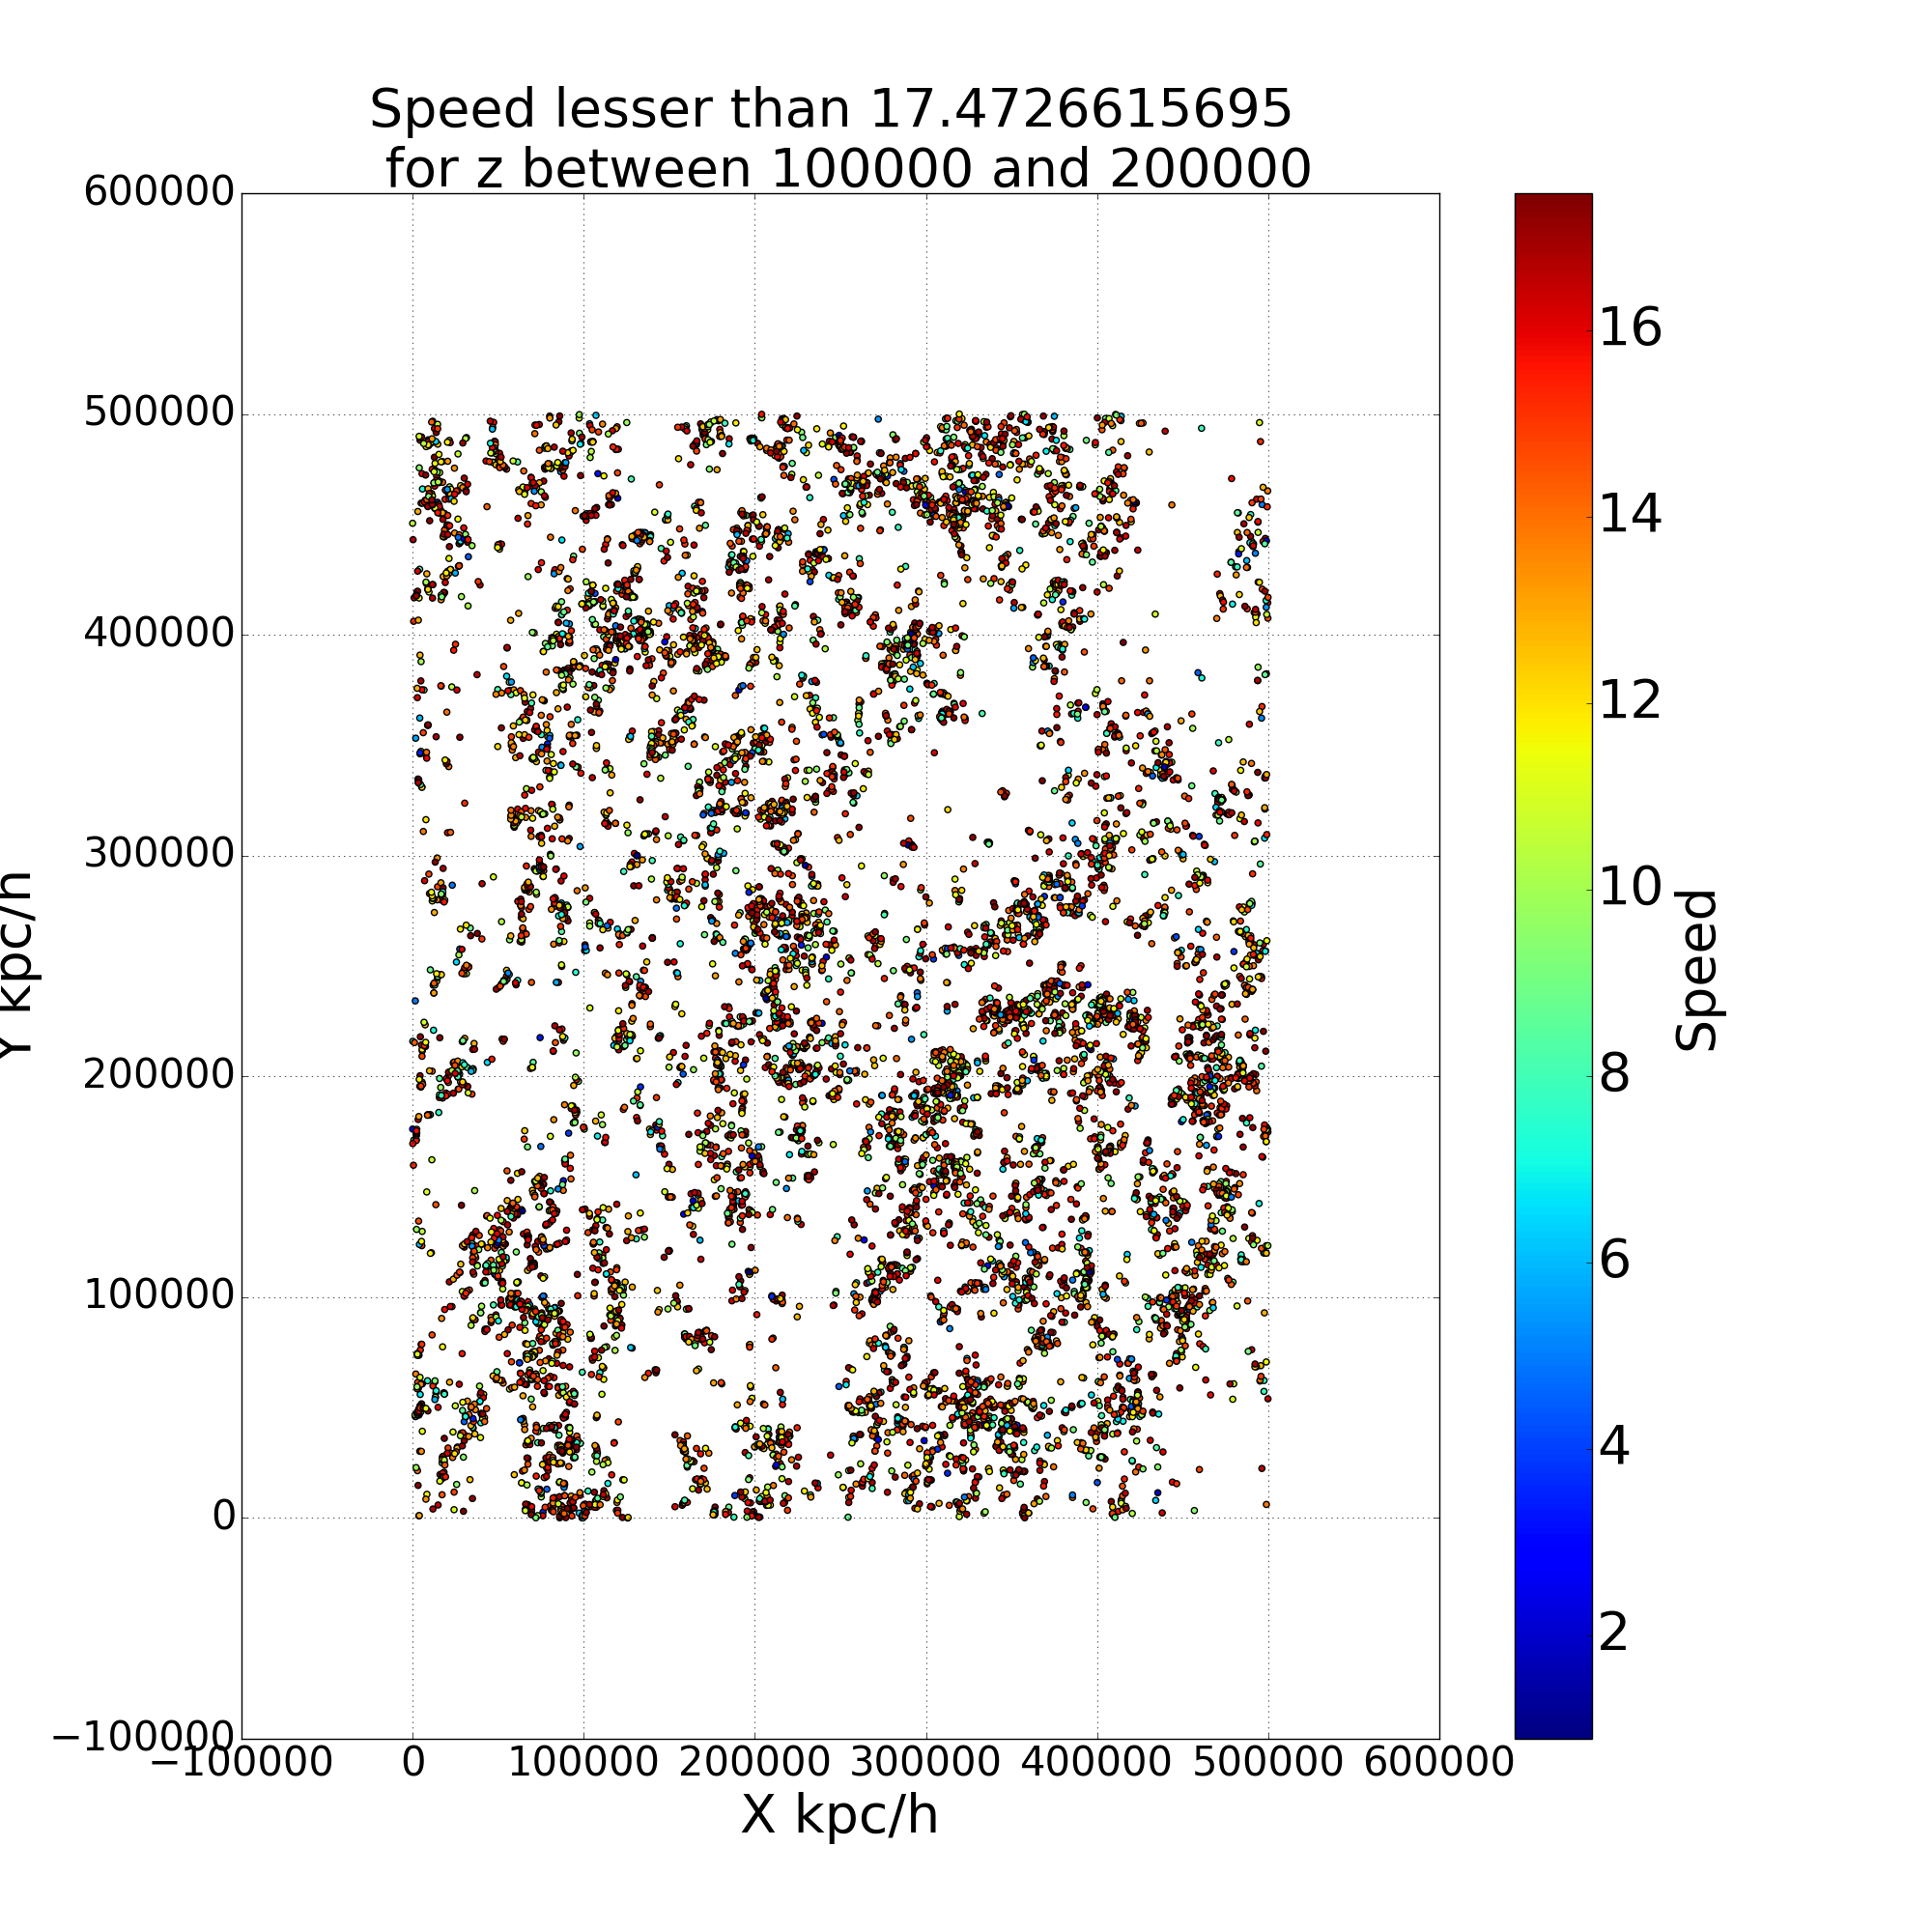 Speed lesser than 17.4726615695
for z between 100000 and 200000
600000
500000
400000
300000
200000
100000
0
−100000
Y kpc/h
−100000 0 100000 200000 300000 400000 500000 600000
X kpc/h
16
14
12
10
8
6
4
2
Speed